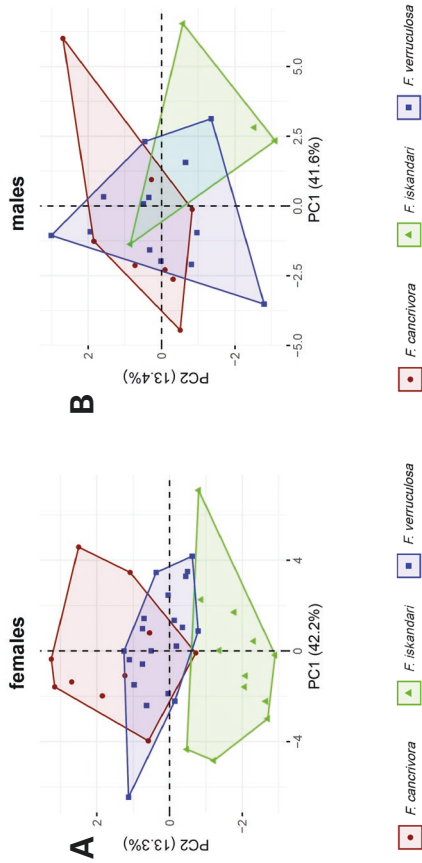 A
females
PC2 (13.3%)
2
0
−2
−4
0
4
PC1 (42.2%)
F. cancrivora
F. iskandari
F. verruculosa
B
males
PC2 (13.4%)
2
0
−2
−5.0
−2.5
0.0
2.5
5.0
PC1 (41.6%)
F. cancrivora
F. iskandari
F. verruculosa